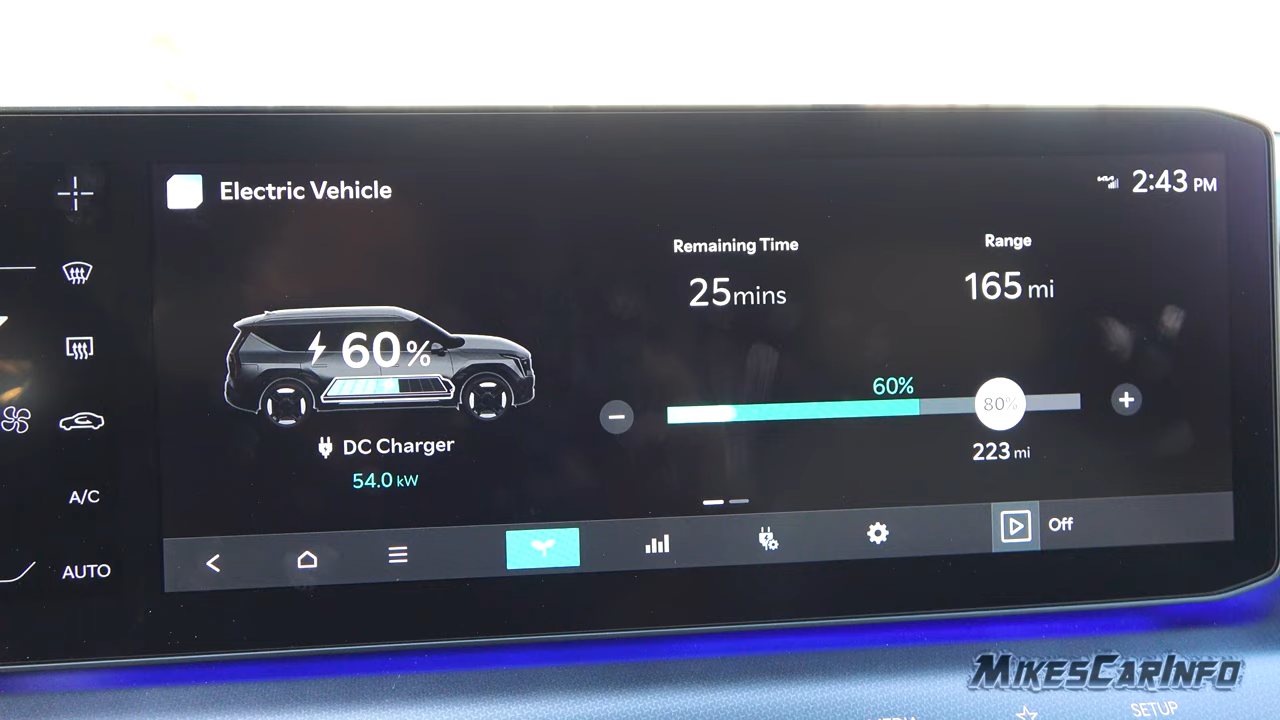 Electric Vehicle
2:43 PM
Remaining Time
25mins
Range
165 mi
60%
DC Charger
54.0 kW
60%
80%
223 mi
A/C
AUTO
Off
MIKESCARINFO
SETUP